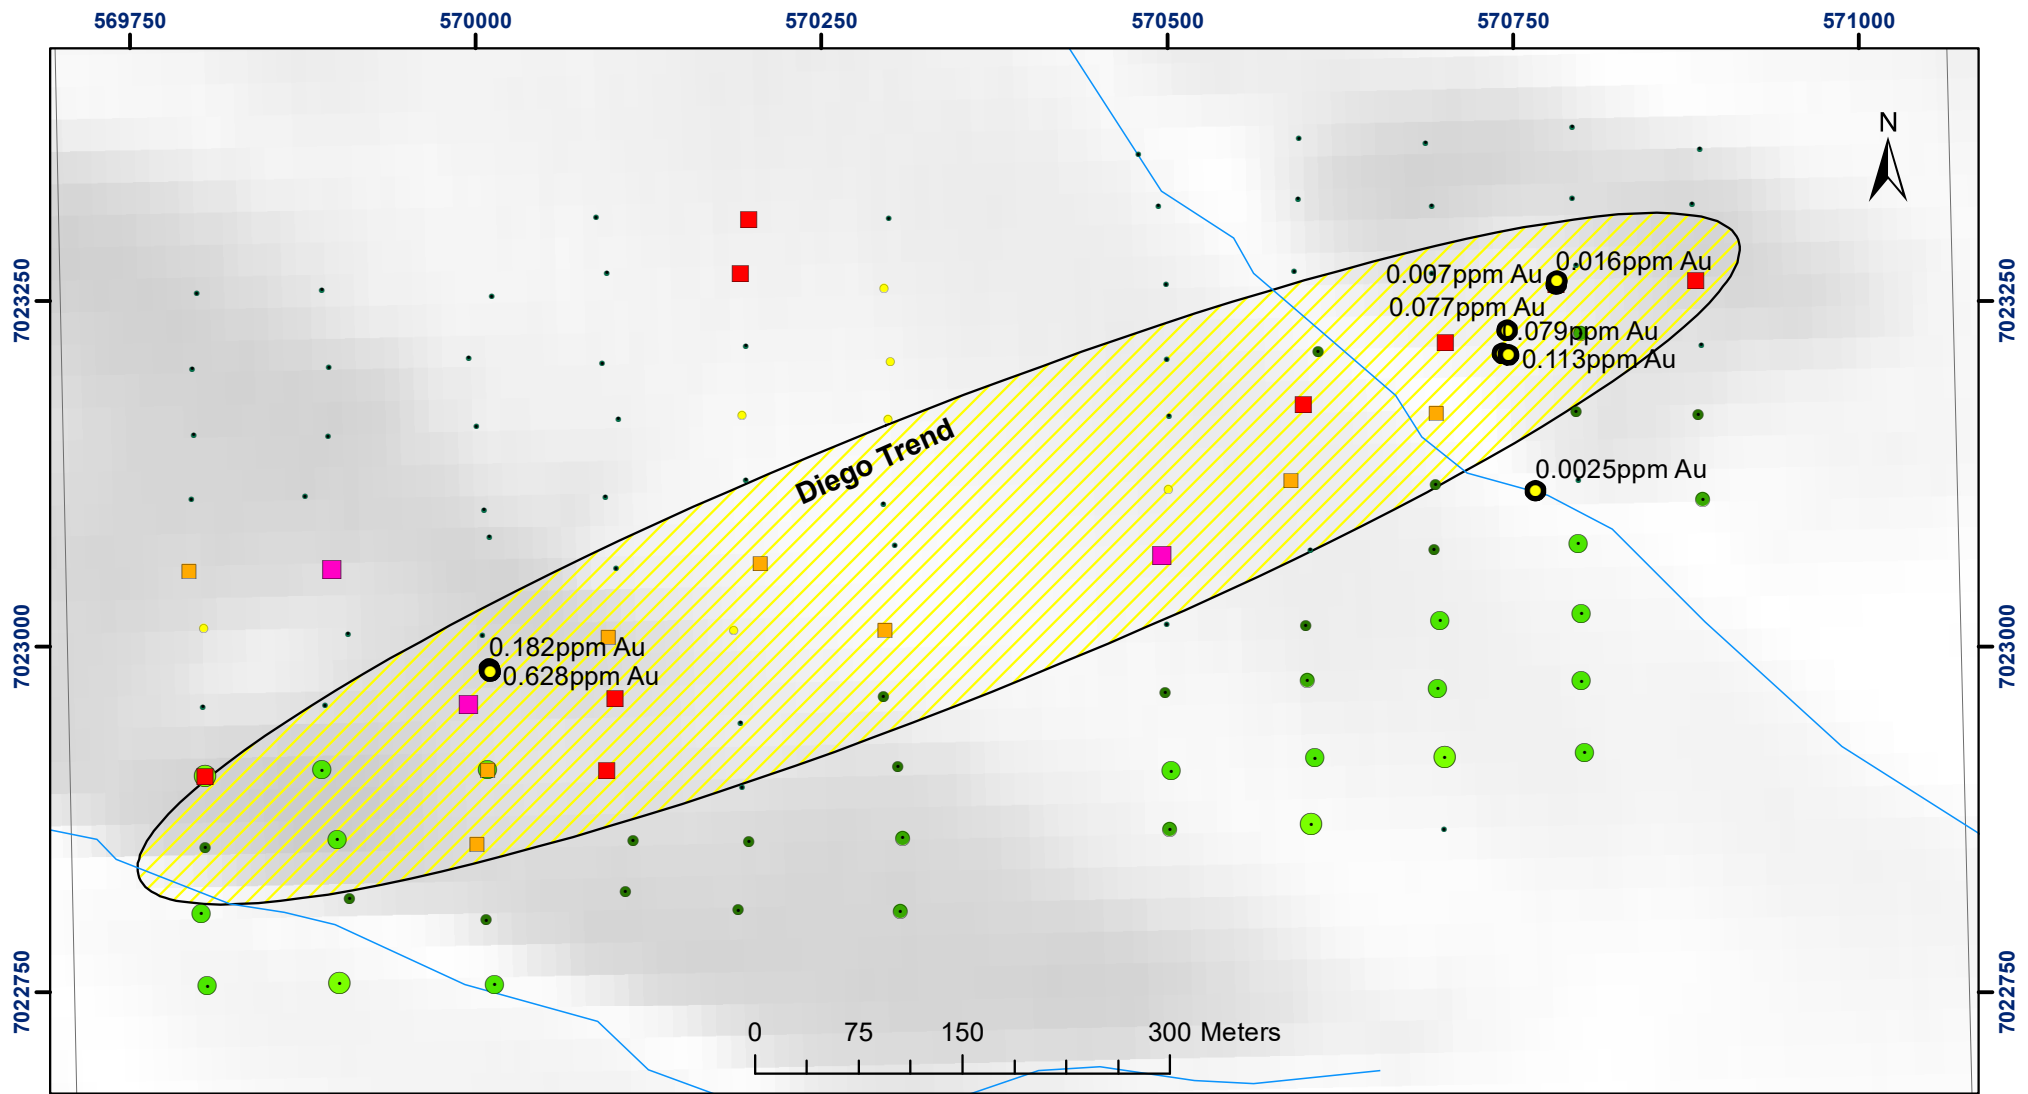 569750 570000 570250 570500 570750 571000
N
7023250
7023250
0.016ppm Au
0.007ppm Au
0.077ppm Au
.079ppm Au
0.113ppm Au
Diego Trend
0.0025ppm Au
7023000
7023000
0.182ppm Au
0.628ppm Au
7022750
7022750
0 75 150 300 Meters